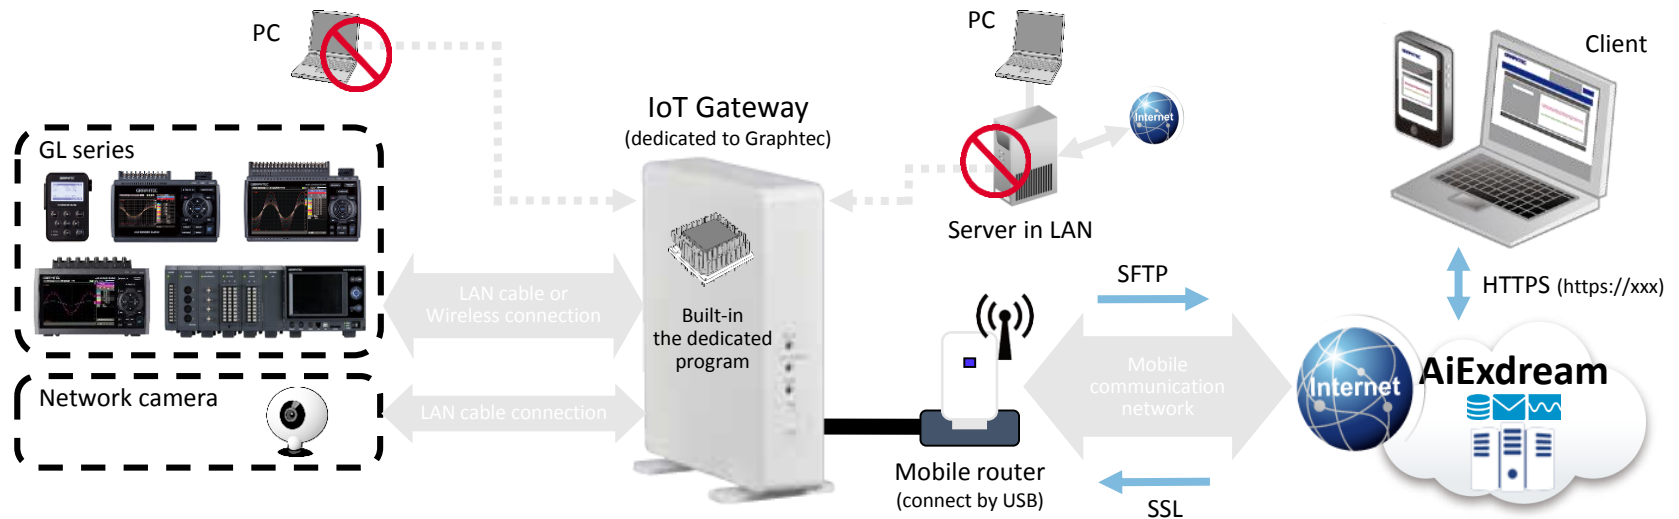 PC
PC
Client
IoT Gateway
(dedicated to Graphtec)
Internet
GL series
Server in LAN
SFTP
HTTPS (https://xxx)
LAN cable or
Wireless connection
Built-in
the dedicated
program
Mobile
communication
network
Internet
AiExdream
Network camera
LAN cable connection
Mobile router
(connect by USB)
SSL